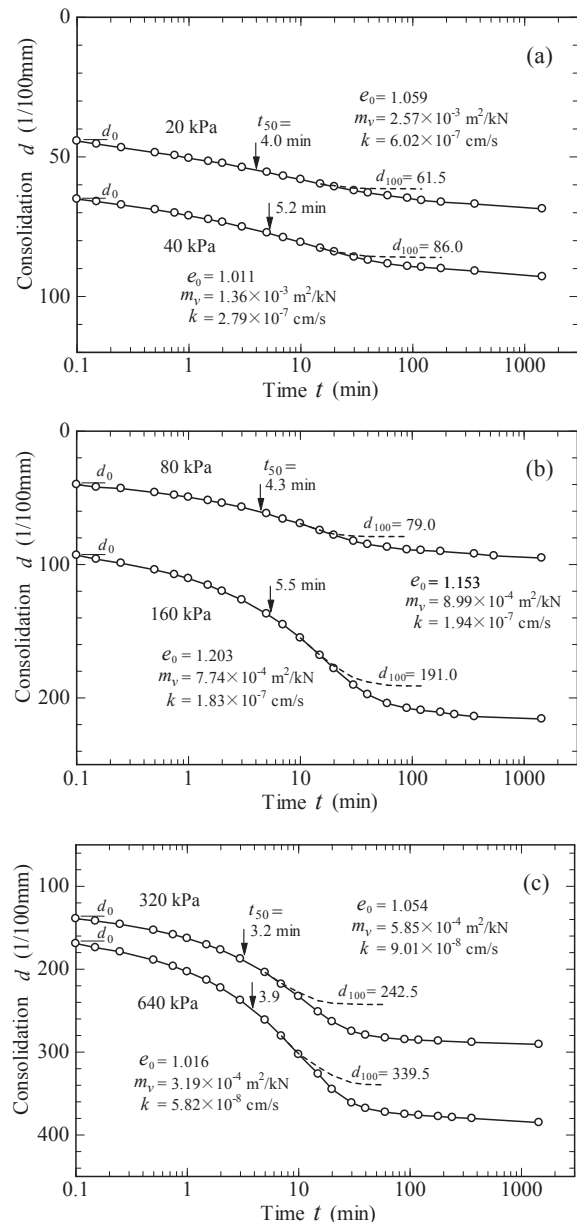 0
50
100
Consolidation d (1/100mm)
(a)
d0
20 kPa
t50=
4.0 min
e0= 1.059
mv= 2.57×10-3 m2/kN
k = 6.02×10-7 cm/s
d100= 61.5
d0
40 kPa
5.2 min
d100= 86.0
e0= 1.011
mv= 1.36×10-3 m2/kN
k = 2.79×10-7 cm/s
0.1 1 10 100 1000
Time t (min)
0
100
200
Consolidation d (1/100mm)
(b)
d0
80 kPa
t50=
4.3 min
d100= 79.0
d0
160 kPa
5.5 min
e0= 1.153
mv= 8.99×10-4 m2/kN
k = 1.94×10-7 cm/s
e0= 1.203
mv= 7.74×10-4 m2/kN
k = 1.83×10-7 cm/s
d100= 191.0
0.1 1 10 100 1000
Time t (min)
100
200
300
400
Consolidation d (1/100mm)
(c)
d0
320 kPa
t50=
3.2 min
e0= 1.054
mv= 5.85×10-4 m2/kN
k = 9.01×10-8 cm/s
d0
640 kPa
3.9
d100= 242.5
e0= 1.016
mv= 3.19×10-4 m2/kN
k = 5.82×10-8 cm/s
d100= 339.5
0.1 1 10 100 1000
Time t (min)